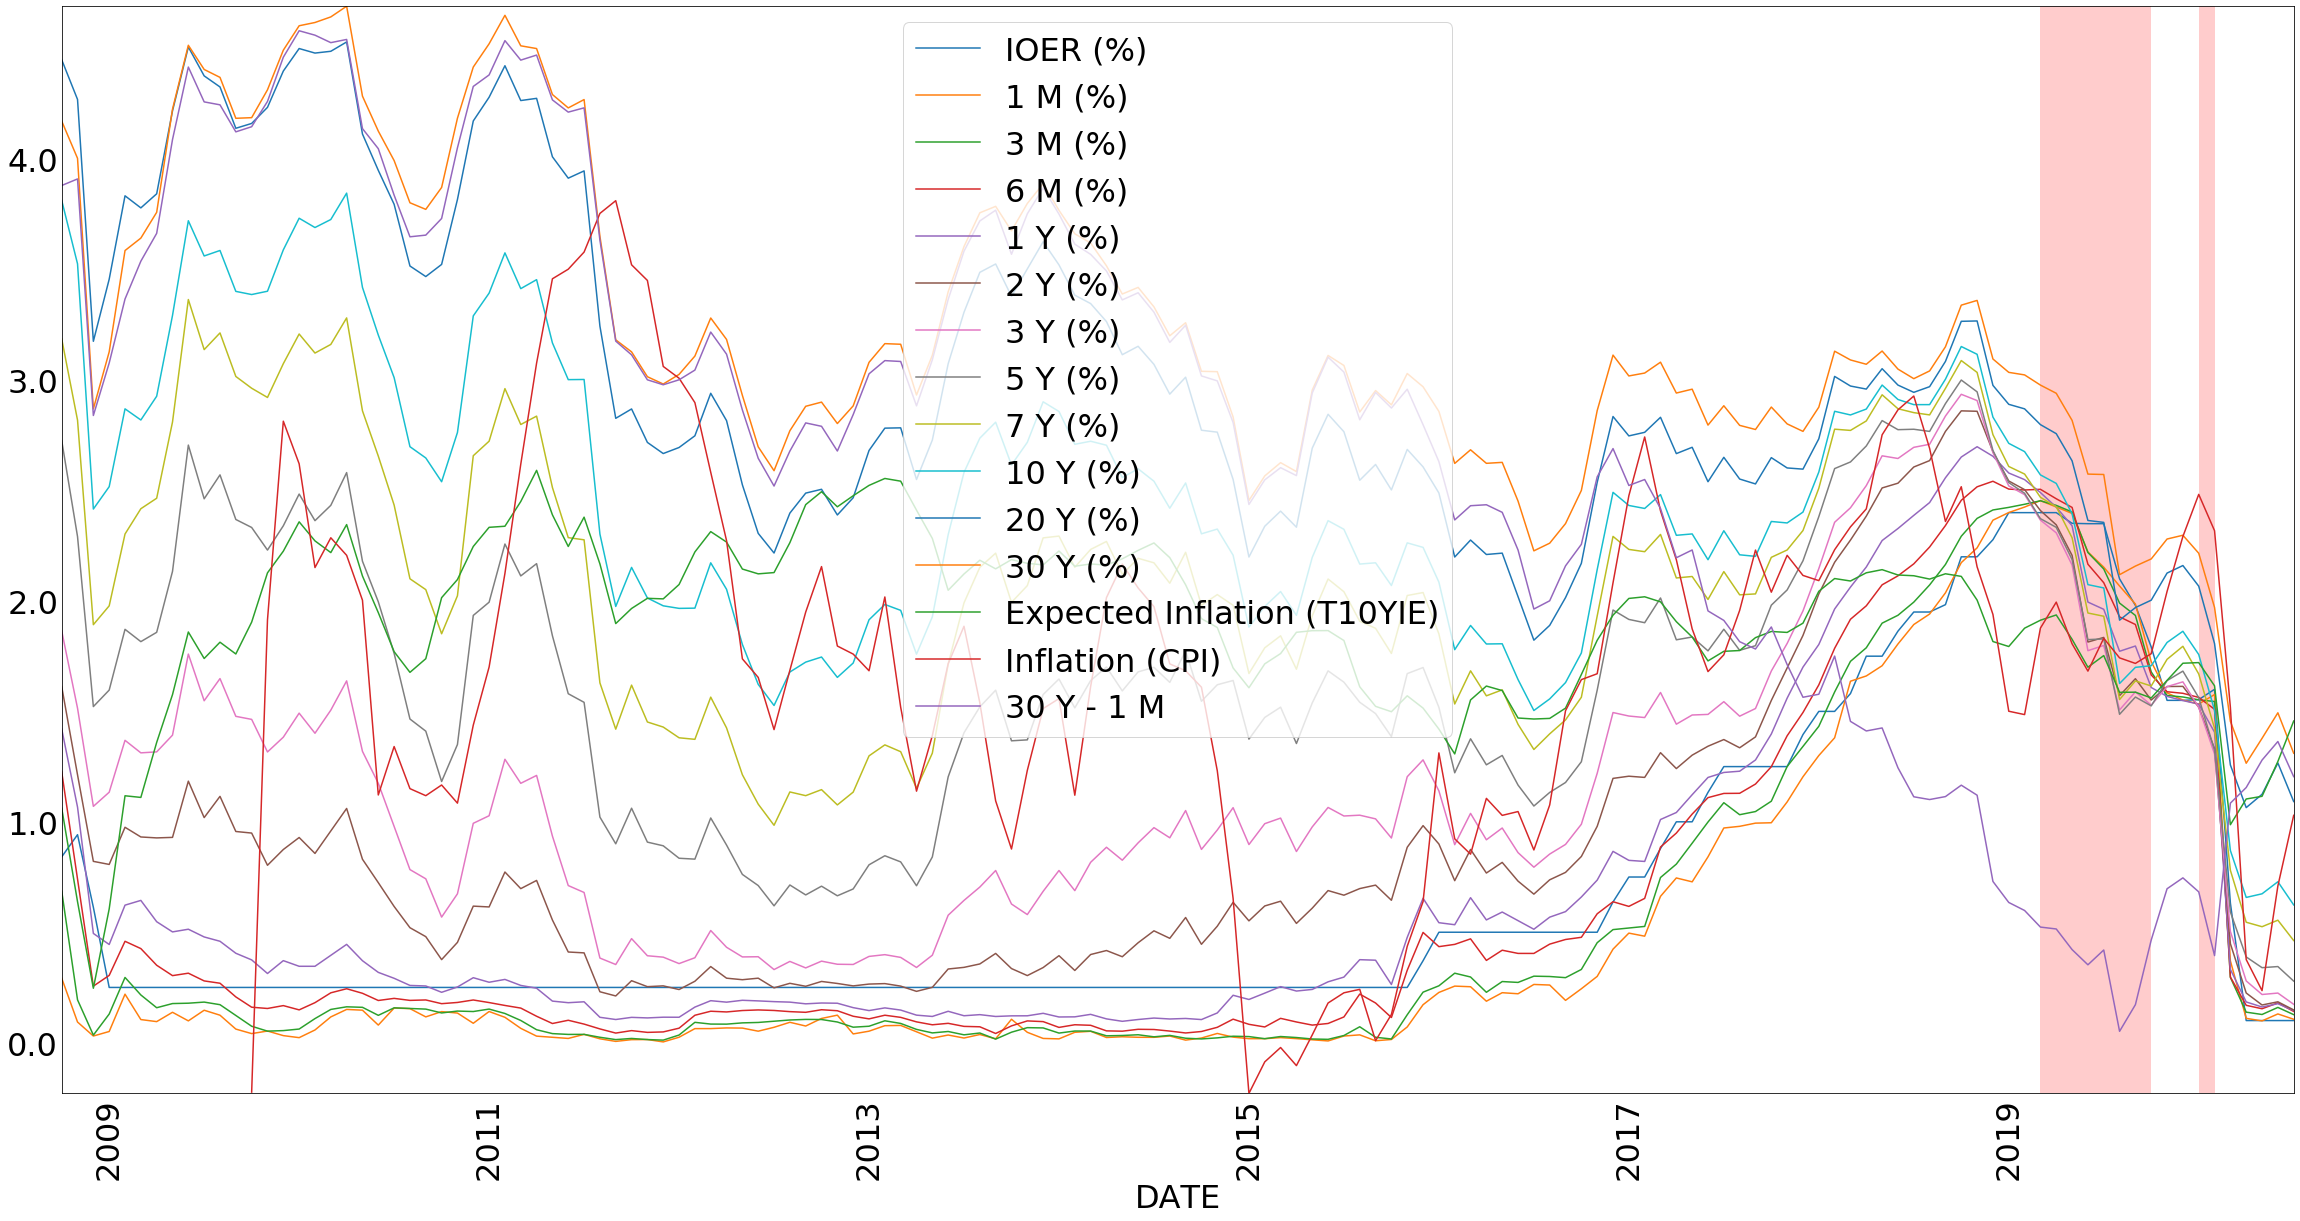 4.0
3.0
2.0
1.0
0.0
IOER (%)
1 M (%)
3 M (%)
6 M (%)
1 Y (%)
2 Y (%)
3 Y (%)
5 Y (%)
7 Y (%)
10 Y (%)
20 Y (%)
30 Y (%)
Expected Inflation (T10YIE)
Inflation (CPI)
30 Y - 1 M
2009
2011
2013
2015
2017
2019
DATE